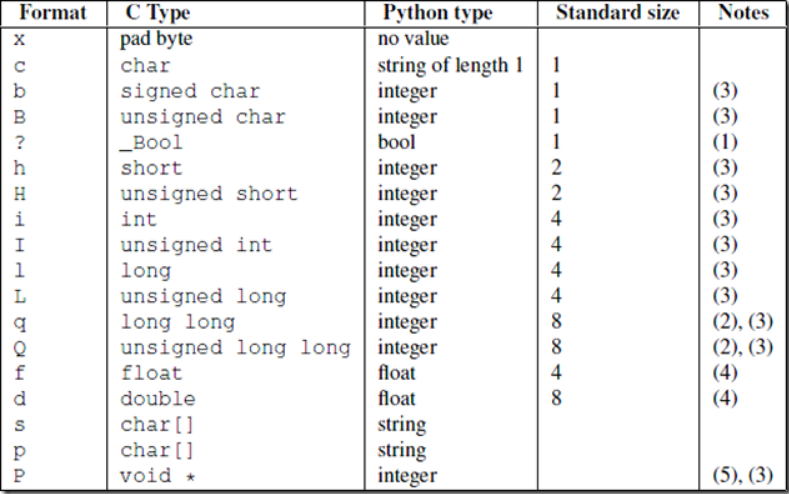 Format C Type Python type Standard size Notes
x pad byte no value
c char string of length 1 1
b signed char integer 1 (3)
B unsigned char integer 1 (3)
? _Bool bool 1 (1)
h short integer 2 (3)
H unsigned short integer 2 (3)
i int integer 4 (3)
I unsigned int integer 4 (3)
l long integer 4 (3)
L unsigned long integer 4 (3)
q long long integer 8 (2), (3)
Q unsigned long long integer 8 (2), (3)
f float float 4 (4)
d double float 8 (4)
s char[] string
p char[] string
P void * integer (5), (3)